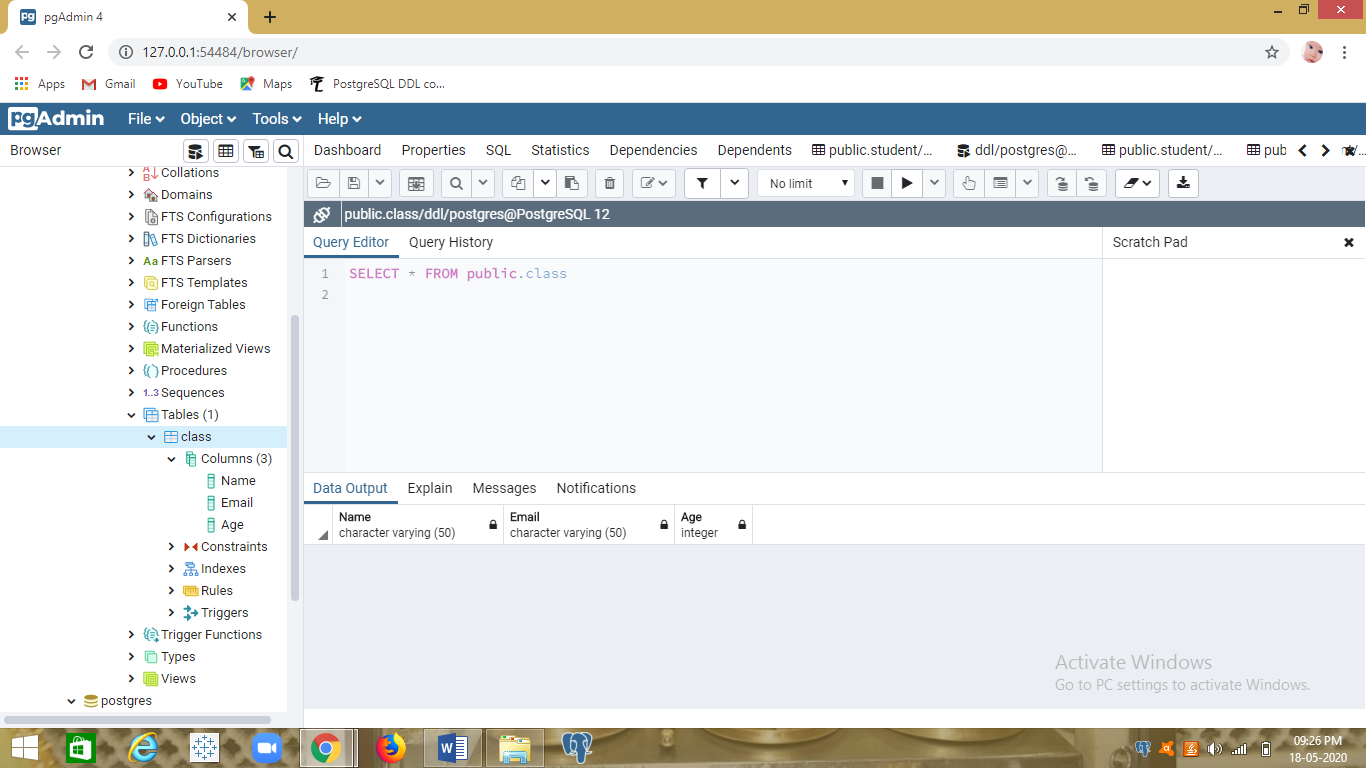 pgAdmin 4
127.0.0.1:54484/browser/
Apps Gmail YouTube Maps PostgreSQL DDL co...
pgAdmin File Object Tools Help
Browser
Dashboard Properties SQL Statistics Dependencies Dependents public.student/... ddl/postgres@... public.student/... pub
Collations
Domains
FTS Configurations
FTS Dictionaries
Aa FTS Parsers
FTS Templates
Foreign Tables
Functions
Materialized Views
Procedures
1..3 Sequences
Tables (1)
class
Columns (3)
Name
Email
Age
Constraints
Indexes
Rules
Triggers
Trigger Functions
Types
Views
postgres
No limit
public.class/ddl/postgres@PostgreSQL 12
Query Editor Query History
Scratch Pad
1 SELECT * FROM public.class
2
Data Output Explain Messages Notifications
Name Email Age
character varying (50) character varying (50) integer
Activate Windows
Go to PC settings to activate Windows.
09:26 PM
18-05-2020